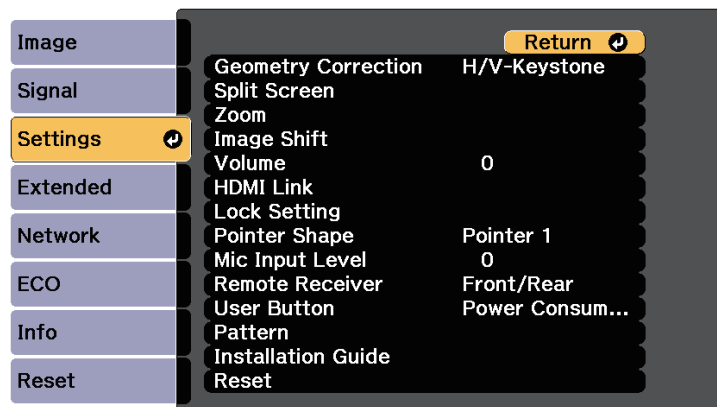 Image
Signal
Settings
Extended
Network
ECO
Info
Reset
Return
Geometry Correction H/V-Keystone
Split Screen
Zoom
Image Shift
Volume 0
HDMI Link
Lock Setting
Pointer Shape Pointer 1
Mic Input Level 0
Remote Receiver Front/Rear
User Button Power Consum...
Pattern
Installation Guide
Reset